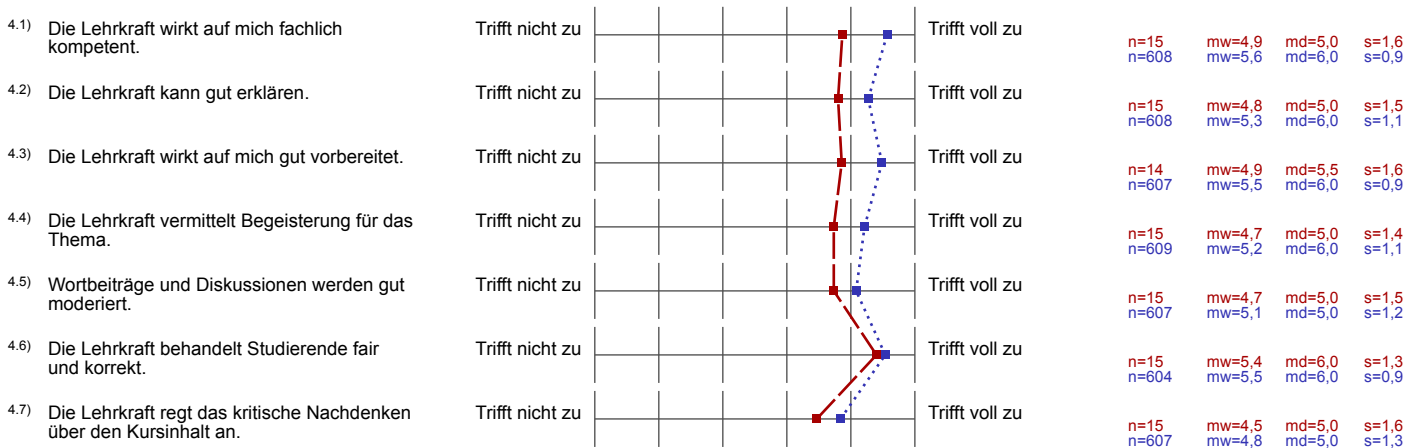 4.1) Die Lehrkraft wirkt auf mich fachlich
kompetent.
Trifft nicht zu
Trifft voll zu
n=15 mw=4,9 md=5,0 s=1,6
n=608 mw=5,6 md=6,0 s=0,9
4.2) Die Lehrkraft kann gut erklären.
Trifft nicht zu
Trifft voll zu
n=15 mw=4,8 md=5,0 s=1,5
n=608 mw=5,3 md=6,0 s=1,1
4.3) Die Lehrkraft wirkt auf mich gut vorbereitet.
Trifft nicht zu
Trifft voll zu
n=14 mw=4,9 md=5,5 s=1,6
n=607 mw=5,5 md=6,0 s=0,9
4.4) Die Lehrkraft vermittelt Begeisterung für das
Thema.
Trifft nicht zu
Trifft voll zu
n=15 mw=4,7 md=5,0 s=1,4
n=609 mw=5,2 md=6,0 s=1,1
4.5) Wortbeiträge und Diskussionen werden gut
moderiert.
Trifft nicht zu
Trifft voll zu
n=15 mw=4,7 md=5,0 s=1,5
n=607 mw=5,1 md=5,0 s=1,2
4.6) Die Lehrkraft behandelt Studierende fair
und korrekt.
Trifft nicht zu
Trifft voll zu
n=15 mw=5,4 md=6,0 s=1,3
n=604 mw=5,5 md=6,0 s=0,9
4.7) Die Lehrkraft regt das kritische Nachdenken
über den Kursinhalt an.
Trifft nicht zu
Trifft voll zu
n=15 mw=4,5 md=5,0 s=1,6
n=607 mw=4,8 md=5,0 s=1,3